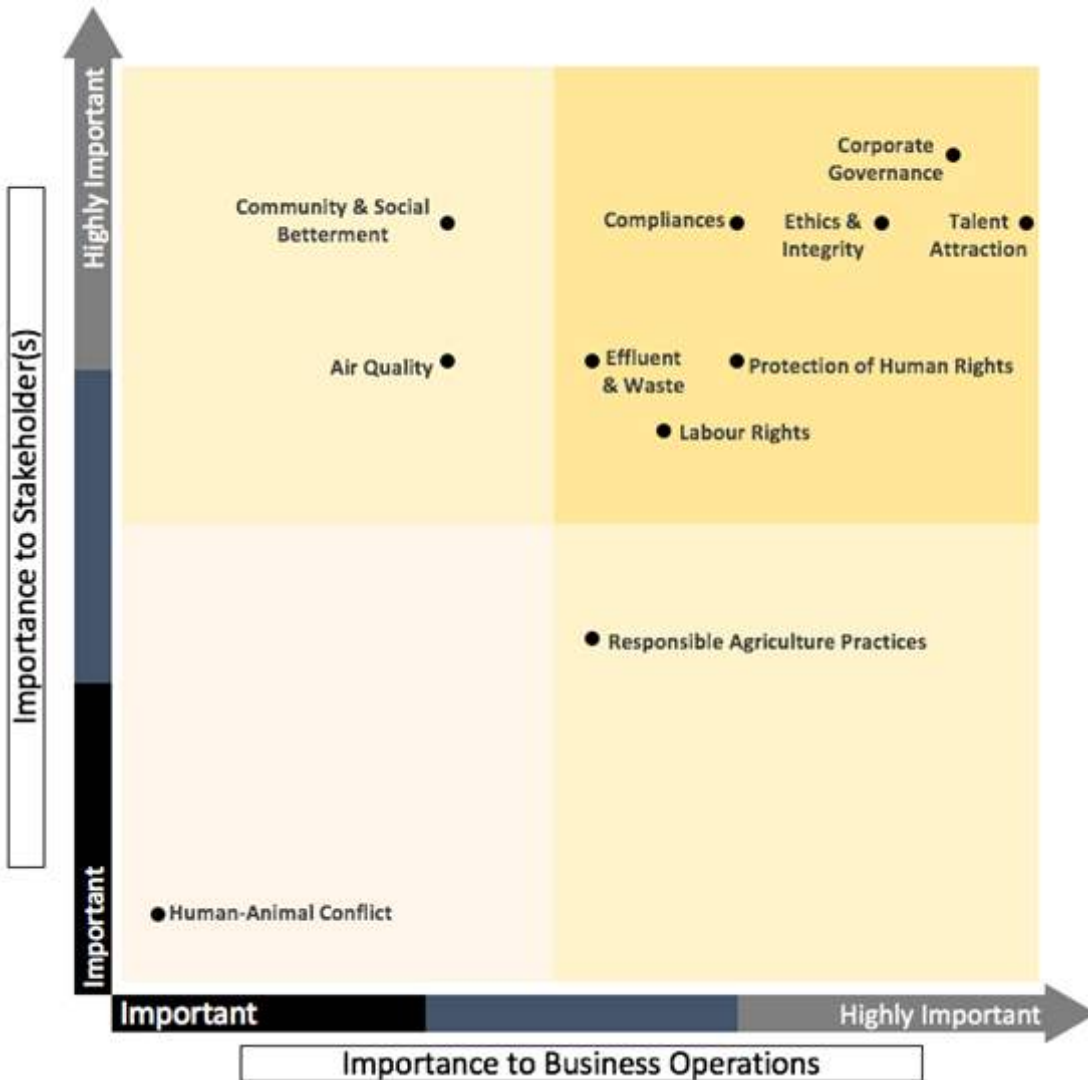 Highly Important
Importance to Stakeholder(s)
Important
Corporate
Governance
Community & Social
Betterment
Compliances
Ethics &
Integrity
Talent
Attraction
Air Quality
Effluent
& Waste
Protection of Human Rights
Labour Rights
Responsible Agriculture Practices
Human-Animal Conflict
Important
Highly Important
Importance to Business Operations